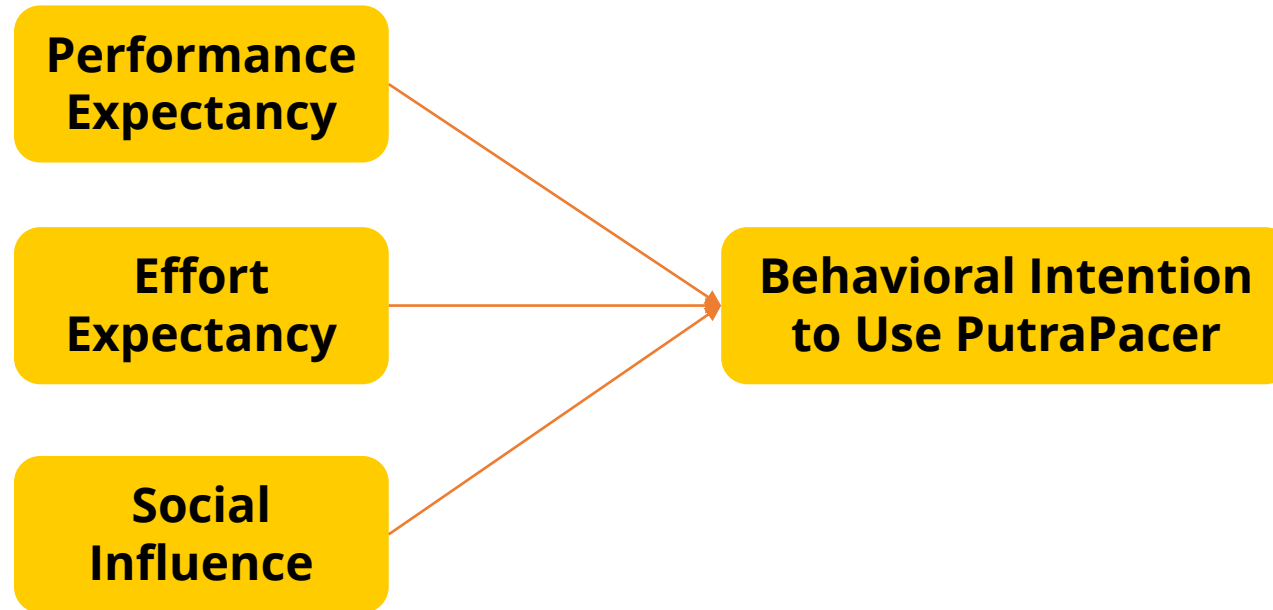 Performance
Expectancy
Effort
Expectancy
Social
Influence
Behavioral Intention
to Use PutraPacer